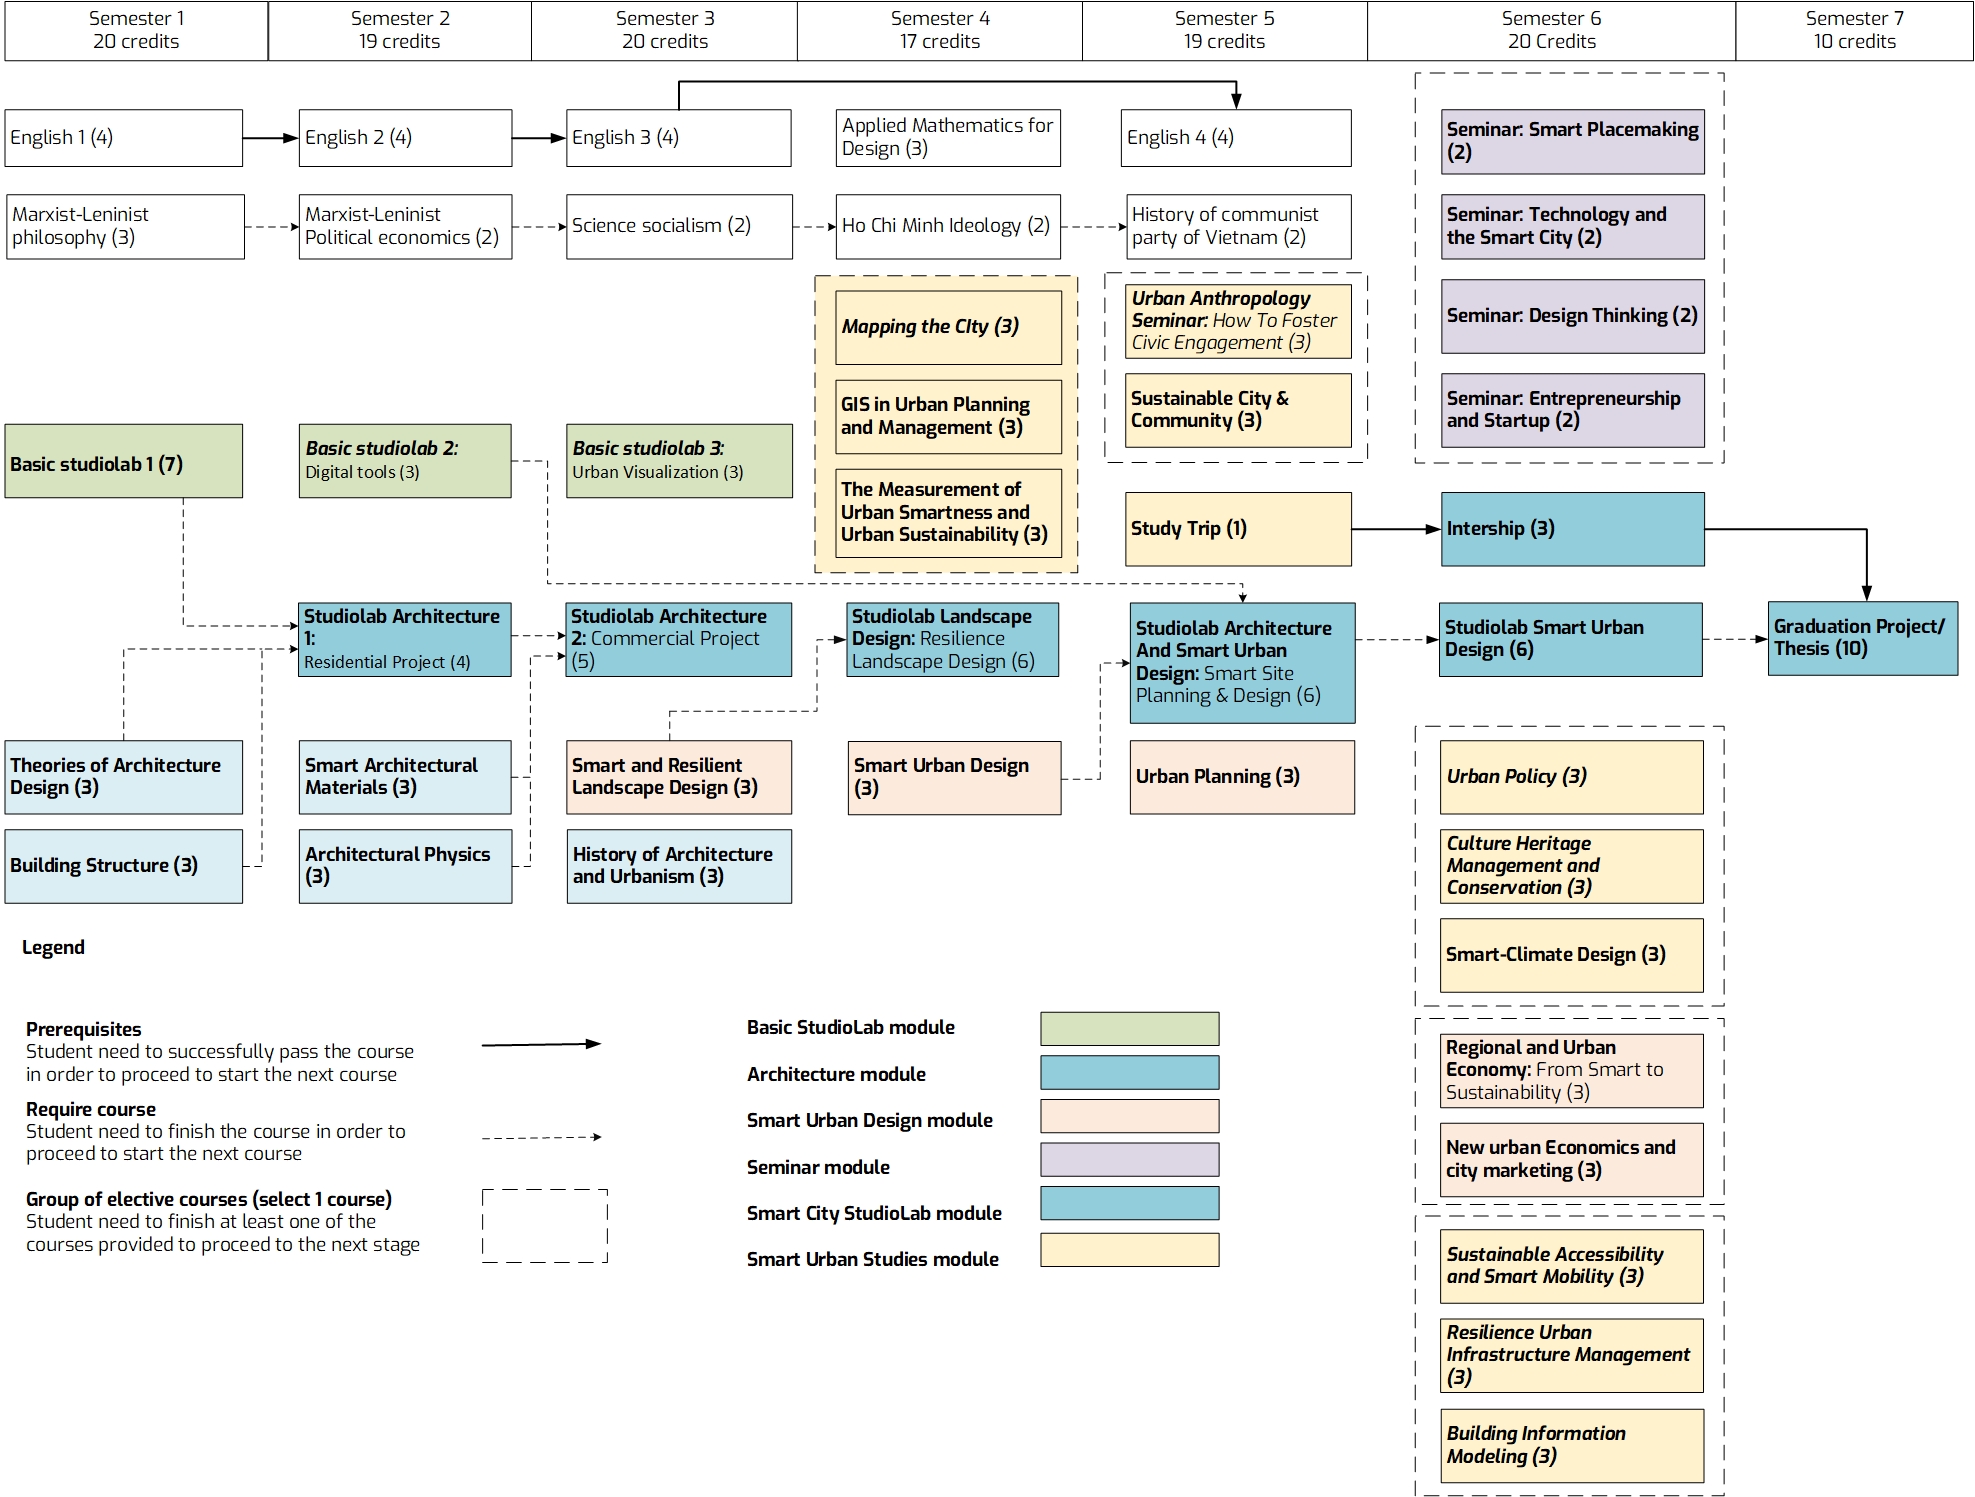 Semester 1
20 credits
Semester 2
19 credits
Semester 3
20 credits
Semester 4
17 credits
Semester 5
19 credits
Semester 6
20 Credits
Semester 7
10 credits
English 1 (4)
English 2 (4)
English 3 (4)
Applied Mathematics for
Design (3)
English 4 (4)
Seminar: Smart Placemaking
(2)
Marxist-Leninist
philosophy (3)
Marxist-Leninist
Political economics (2)
Science socialism (2)
Ho Chi Minh Ideology (2)
History of communist
party of Vietnam (2)
Seminar: Technology and
the Smart City (2)
Mapping the CIty (3)
Urban Anthropology
Seminar: How To Foster
Civic Engagement (3)
Seminar: Design Thinking (2)
GIS in Urban Planning
and Management (3)
Sustainable City &
Community (3)
Seminar: Entrepreneurship
and Startup (2)
Basic studiolab 1 (7)
Basic studiolab 2:
Digital tools (3)
Basic studiolab 3:
Urban Visualization (3)
The Measurement of
Urban Smartness and
Urban Sustainability (3)
Study Trip (1)
Intership (3)
Studiolab Architecture
1:
Residential Project (4)
Studiolab Architecture
2: Commercial Project
(5)
Studiolab Landscape
Design: Resilience
Landscape Design (6)
Studiolab Architecture
And Smart Urban
Design: Smart Site
Planning & Design (6)
Studiolab Smart Urban
Design (6)
Graduation Project/
Thesis (10)
Theories of Architecture
Design (3)
Smart Architectural
Materials (3)
Smart and Resilient
Landscape Design (3)
Smart Urban Design
(3)
Urban Planning (3)
Urban Policy (3)
Building Structure (3)
Architectural Physics
(3)
History of Architecture
and Urbanism (3)
Culture Heritage
Management and
Conservation (3)
Smart-Climate Design (3)
Regional and Urban
Economy: From Smart to
Sustainability (3)
New urban Economics and
city marketing (3)
Sustainable Accessibility
and Smart Mobility (3)
Resilience Urban
Infrastructure Management
(3)
Building Information
Modeling (3)
Legend
Prerequisites
Student need to successfully pass the course
in order to proceed to start the next course
Require course
Student need to finish the course in order to
proceed to start the next course
Group of elective courses (select 1 course)
Student need to finish at least one of the
courses provided to proceed to the next stage
Basic StudioLab module
Architecture module
Smart Urban Design module
Seminar module
Smart City StudioLab module
Smart Urban Studies module